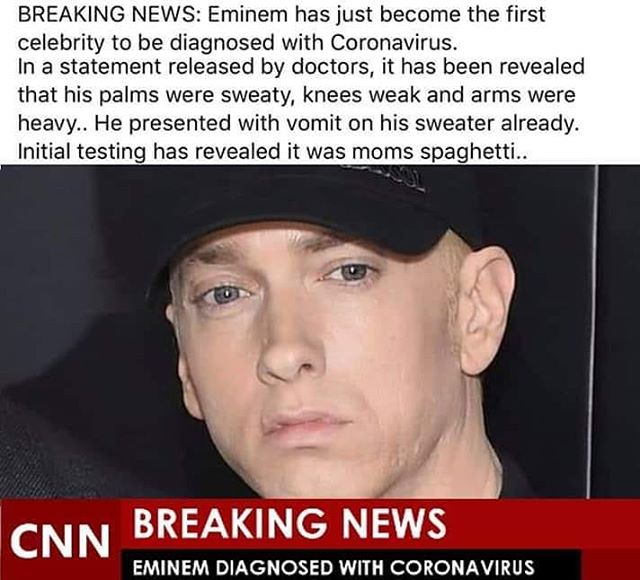 BREAKING NEWS: Eminem has just become the first
celebrity to be diagnosed with Coronavirus.
In a statement released by doctors, it has been revealed
that his palms were sweaty, knees weak and arms were
heavy.. He presented with vomit on his sweater already.
Initial testing has revealed it was moms spaghetti..
CNN
BREAKING NEWS
EMINEM DIAGNOSED WITH CORONAVIRUS